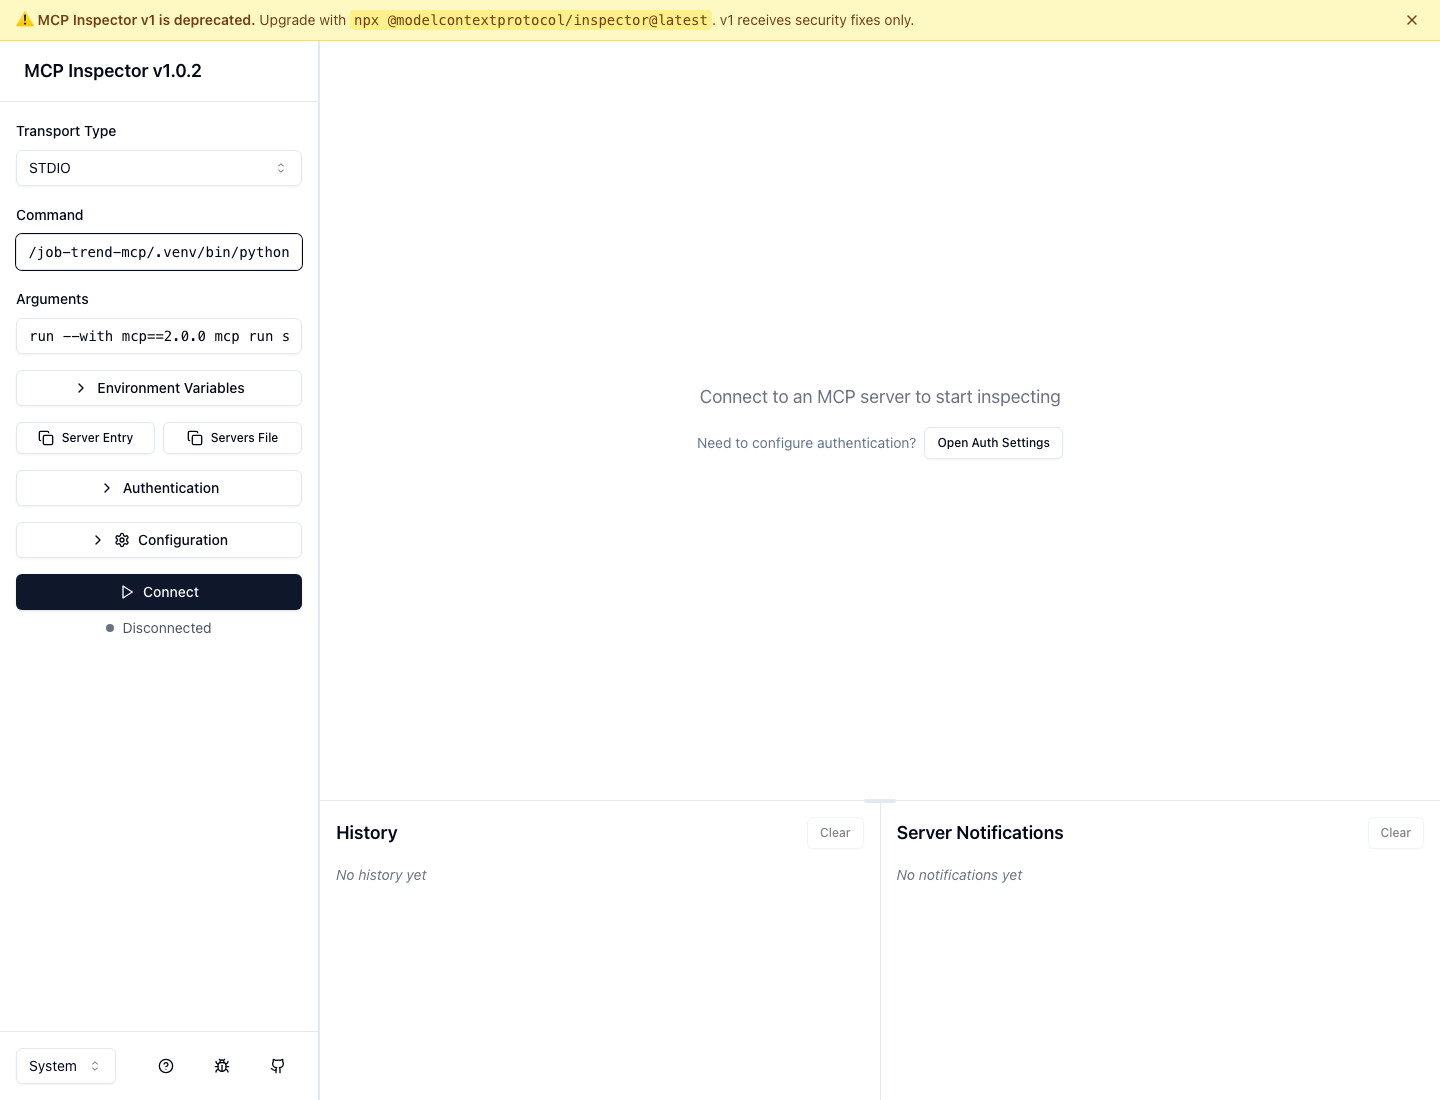 ⚠️ MCP Inspector v1 is deprecated. Upgrade with npx @modelcontextprotocol/inspector@latest. v1 receives security fixes only.
MCP Inspector v1.0.2
Transport Type
STDIO
Command
/job-trend-mcp/.venv/bin/python
Arguments
run --with mcp==2.0.0 mcp run s
Environment Variables
Server Entry
Servers File
Authentication
Configuration
Connect
Disconnected
Connect to an MCP server to start inspecting
Need to configure authentication? Open Auth Settings
History
Clear
No history yet
Server Notifications
Clear
No notifications yet
System